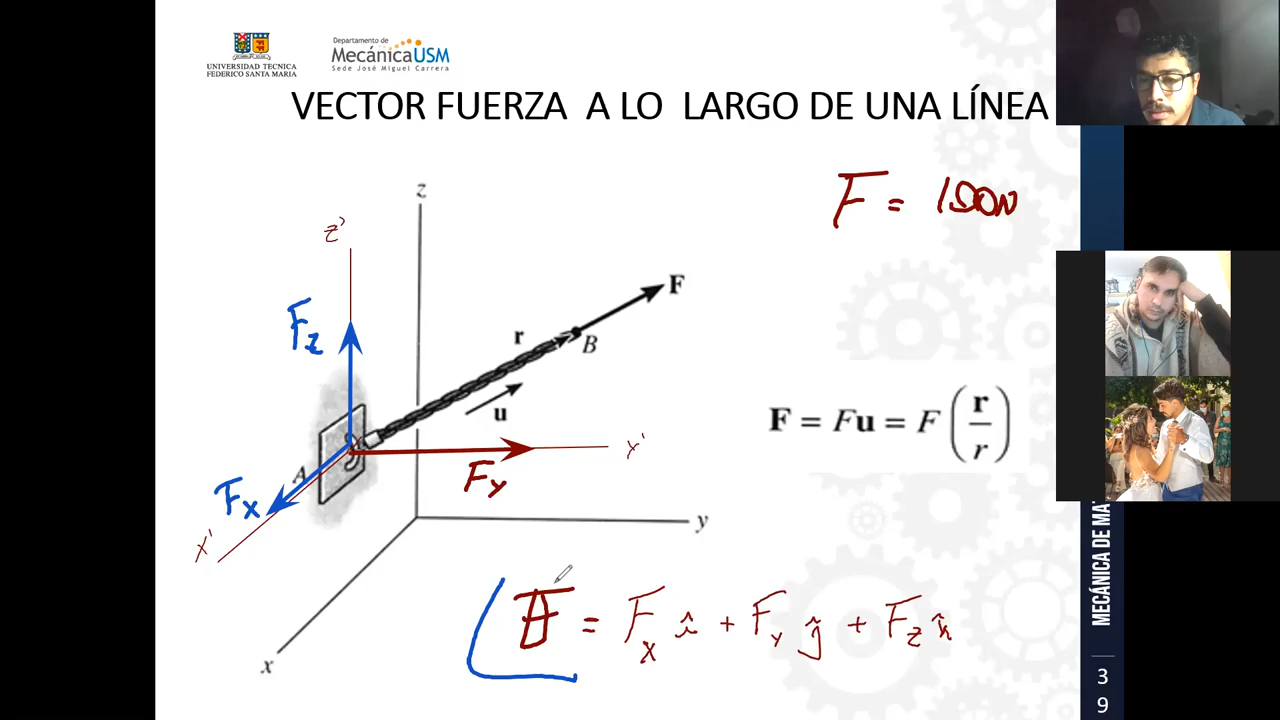 UNIVERSIDAD TECNICA
FEDERICO SANTA MARIA
Departamento de
MecánicaUSM
Sede José Miguel Carrera
VECTOR FUERZA A LO LARGO DE UNA LÍNEA
F = 100N
z
z'
F
Fz
r
B
u
A
Fy
x'
Fx
x'
y
x
F = Fu = F (r/r)
F = Fx î + Fy ĵ + Fz k̂
MECÁNICA DE MA
3
9